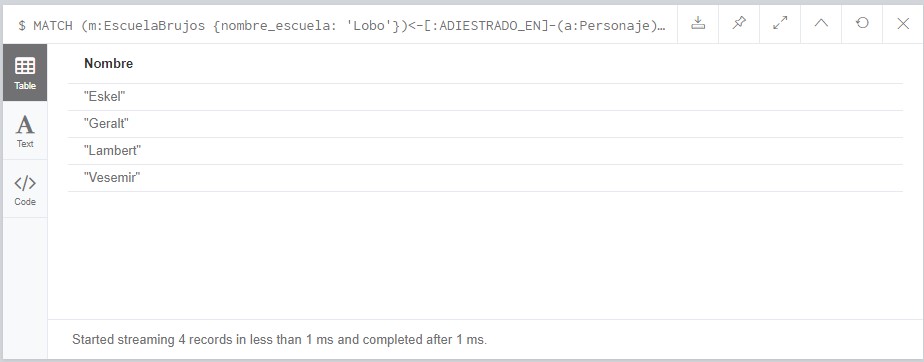 $ MATCH (m:EscuelaBrujos {nombre_escuela: 'Lobo'})<-[:ADIESTRADO_EN]-(a:Personaje)…
Table
Text
Code
Nombre
"Eskel"
"Geralt"
"Lambert"
"Vesemir"
Started streaming 4 records in less than 1 ms and completed after 1 ms.